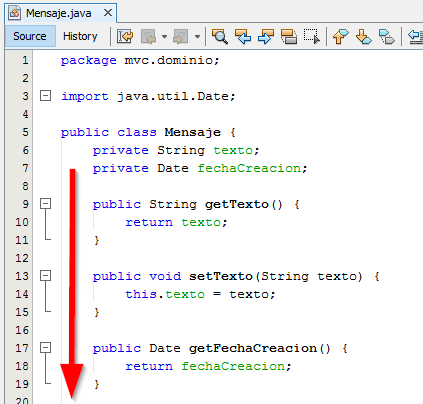 Mensaje.java
Source History
1 package mvc.dominio;
2
3 import java.util.Date;
4
5 public class Mensaje {
6 private String texto;
7 private Date fechaCreacion;
8
9 public String getTexto() {
10 return texto;
11 }
12
13 public void setTexto(String texto) {
14 this.texto = texto;
15 }
16
17 public Date getFechaCreacion() {
18 return fechaCreacion;
19 }
20